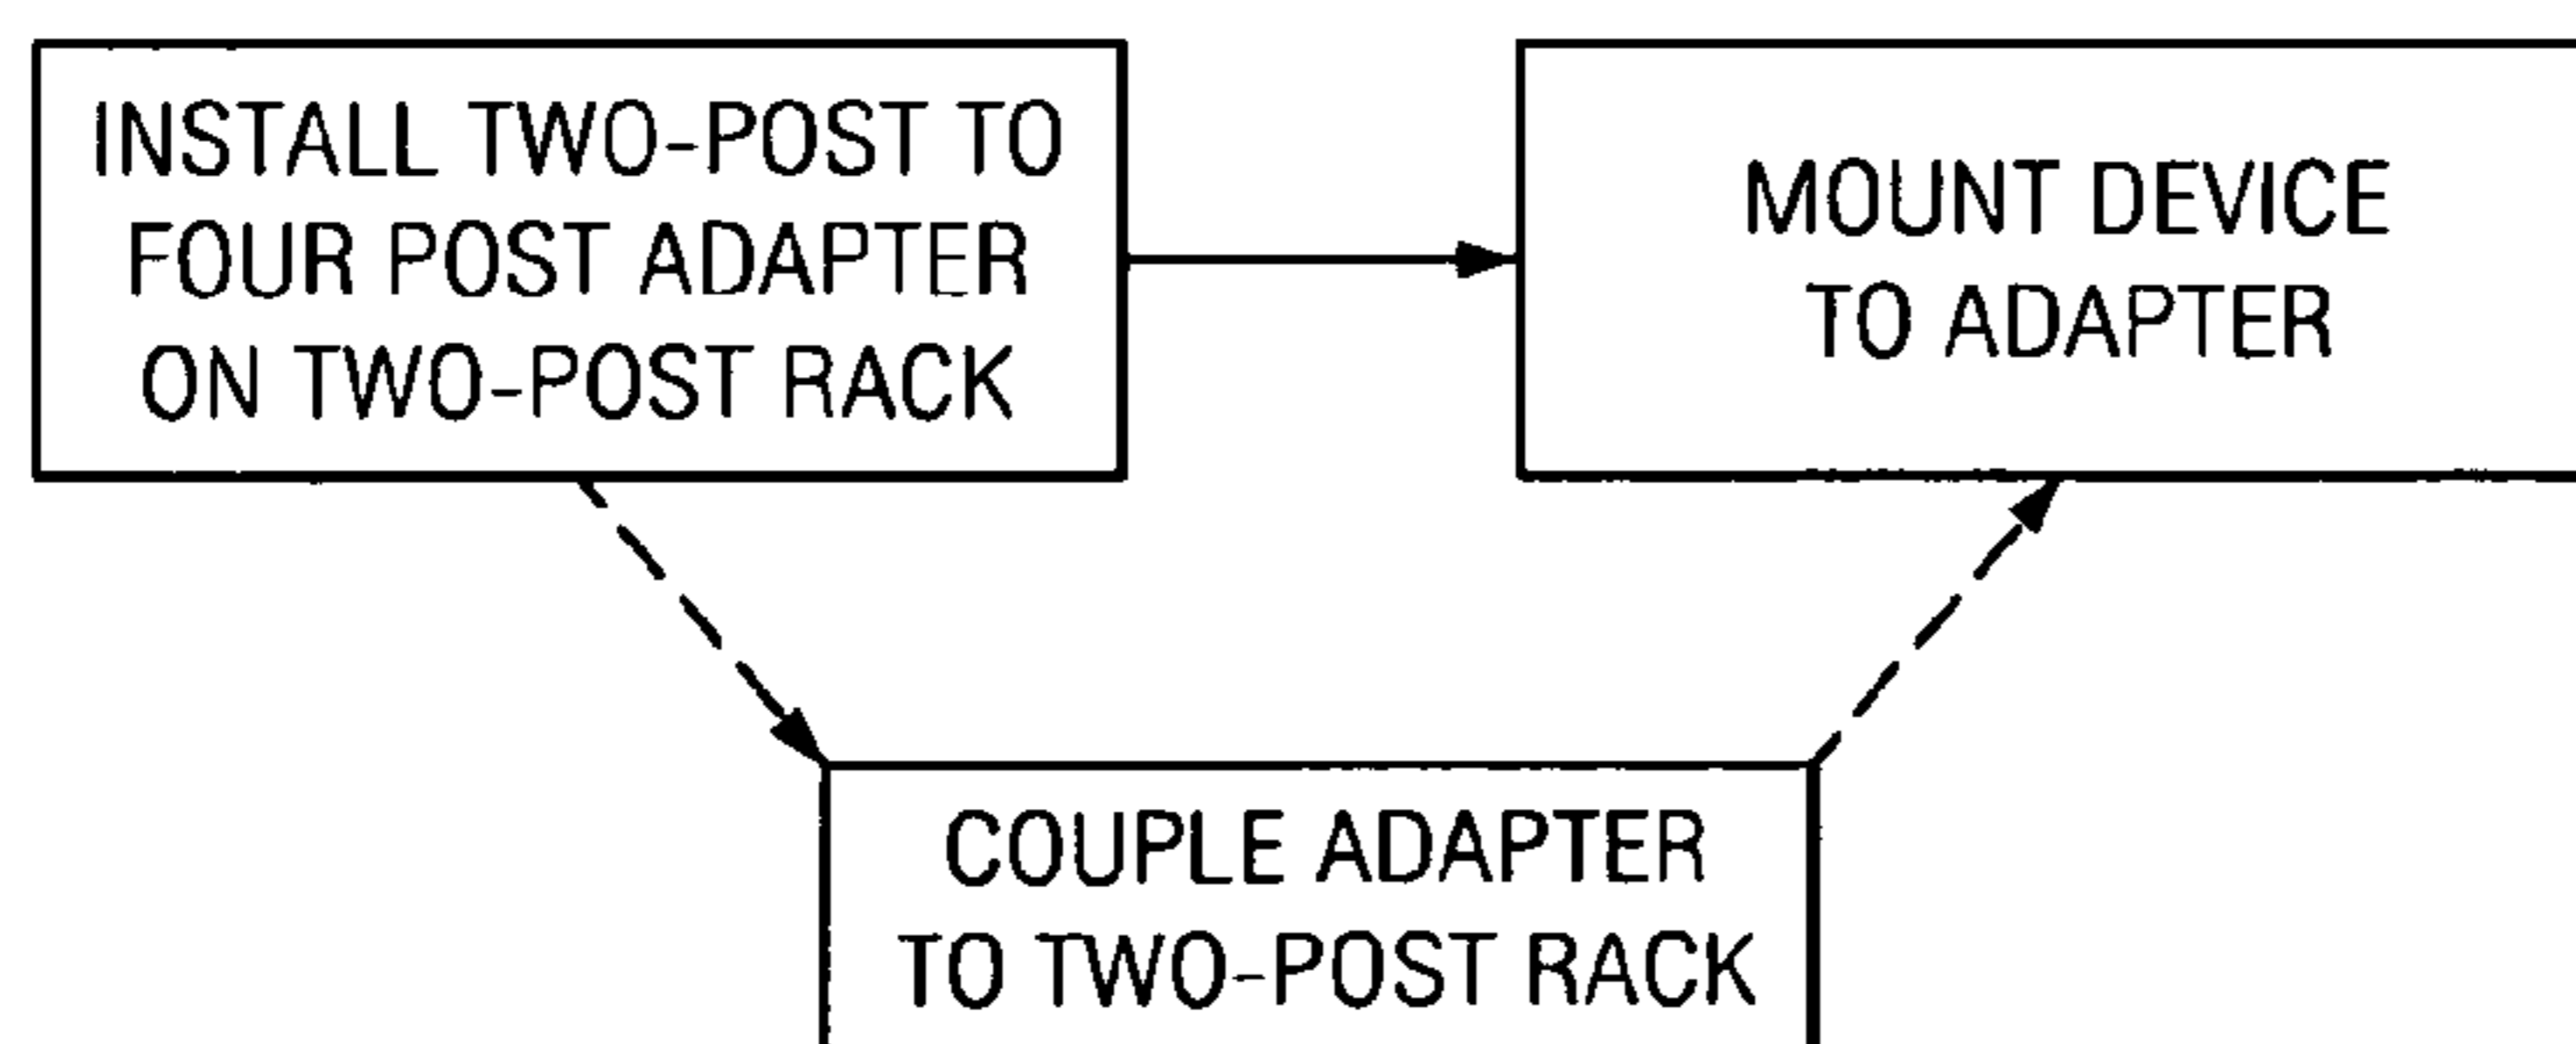 INSTALL TWO-POST TO
FOUR POST ADAPTER
ON TWO-POST RACK
MOUNT DEVICE
TO ADAPTER
COUPLE ADAPTER
TO TWO-POST RACK